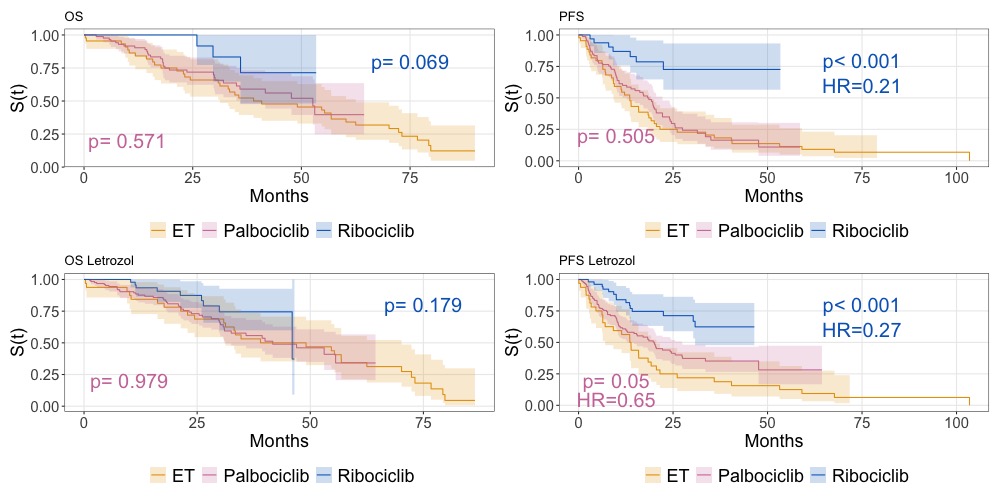 OS
1.00
0.75
0.50
0.25
0.00
S(t)
p= 0.069
p= 0.571
0 25 50 75
Months
ET Palbociclib Ribociclib
PFS
1.00
0.75
0.50
0.25
0.00
S(t)
p< 0.001
HR=0.21
p= 0.505
0 25 50 75 100
Months
ET Palbociclib Ribociclib
OS Letrozol
1.00
0.75
0.50
0.25
0.00
S(t)
p= 0.179
p= 0.979
0 25 50 75
Months
ET Palbociclib Ribociclib
PFS Letrozol
1.00
0.75
0.50
0.25
0.00
S(t)
p< 0.001
HR=0.27
p= 0.05
HR=0.65
0 25 50 75 100
Months
ET Palbociclib Ribociclib